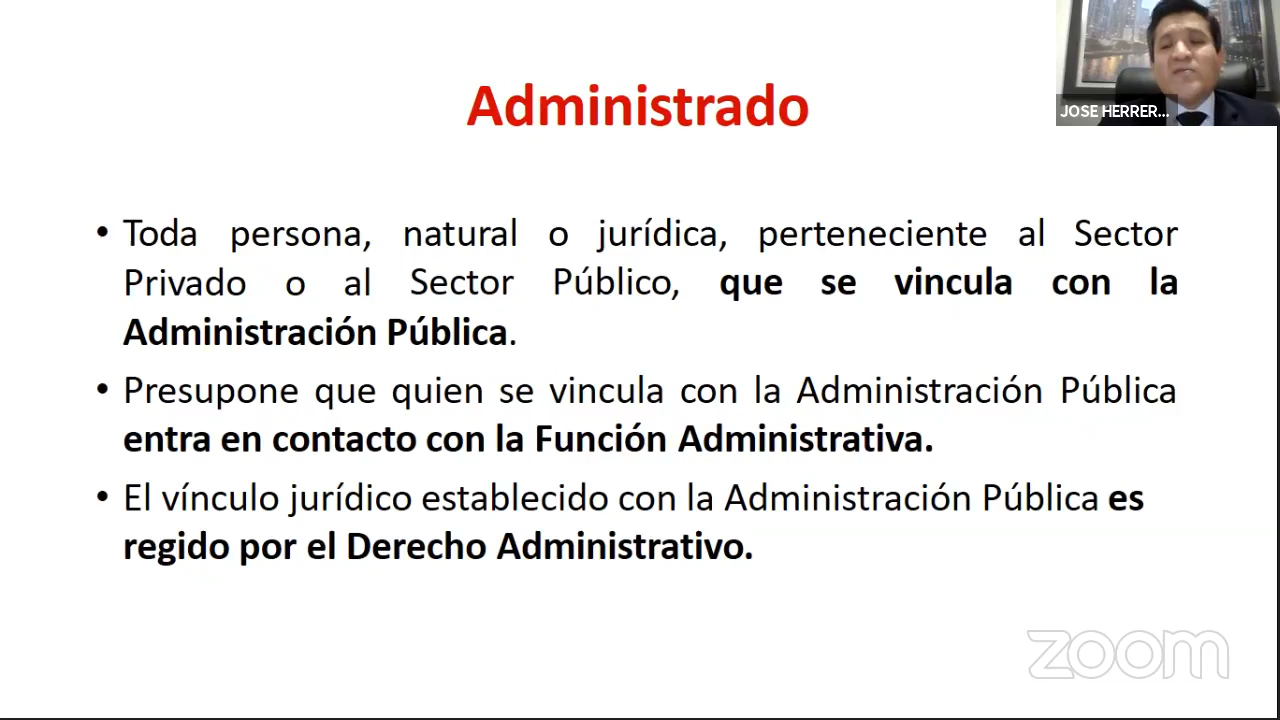 Administrado
JOSE HERRER...
• Toda persona, natural o jurídica, perteneciente al Sector
Privado o al Sector Público, que se vincula con la
Administración Pública.
• Presupone que quien se vincula con la Administración Pública
entra en contacto con la Función Administrativa.
• El vínculo jurídico establecido con la Administración Pública es
regido por el Derecho Administrativo.
zoom